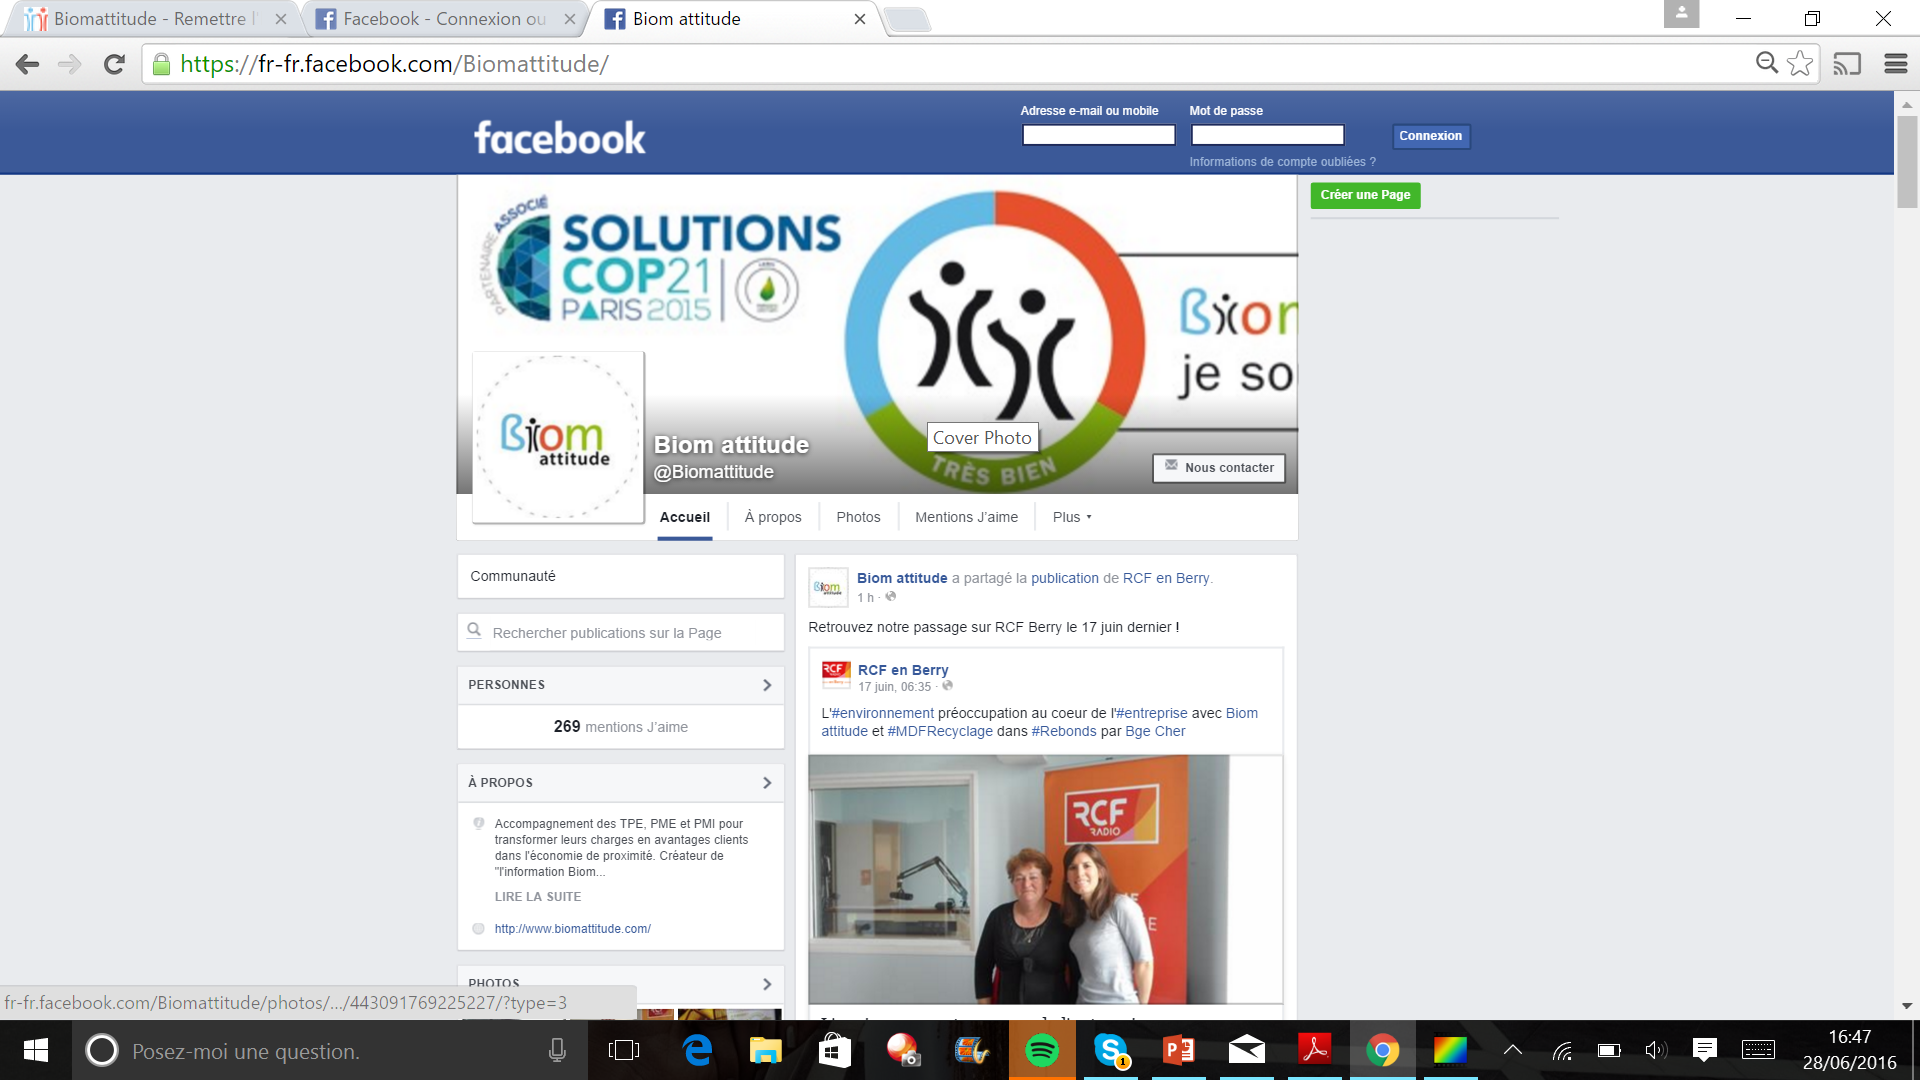 Biomattitude - Remettre l'
Facebook - Connexion ou
Biom attitude
https://fr-fr.facebook.com/Biomattitude/
facebook
Adresse e-mail ou mobile
Mot de passe
Connexion
Informations de compte oubliées ?
Créer une Page
PARTENAIRE ASSOCIÉ
SOLUTIONS
COP21
PARIS 2015
Biom
je so
TRÈS BIEN
Cover Photo
Biom
attitude
Biom attitude
@Biomattitude
Nous contacter
Accueil
À propos
Photos
Mentions J'aime
Plus
Communauté
Rechercher publications sur la Page
PERSONNES
269 mentions J'aime
À PROPOS
Accompagnement des TPE, PME et PMI pour
transformer leurs charges en avantages clients
dans l'économie de proximité. Créateur de
"l'information Biom...
LIRE LA SUITE
http://www.biomattitude.com/
PHOTOS
Biom
attitude
Biom attitude a partagé la publication de RCF en Berry.
1 h ·
Retrouvez notre passage sur RCF Berry le 17 juin dernier !
RCF
RCF en Berry
17 juin, 06:35 ·
L'#environnement préoccupation au coeur de l'#entreprise avec Biom
attitude et #MDFRecyclage dans #Rebonds par Bge Cher
RCF
RADIO
fr-fr.facebook.com/Biomattitude/photos/.../443091769225227/?type=3
Posez-moi une question.
1
16:47
28/06/2016